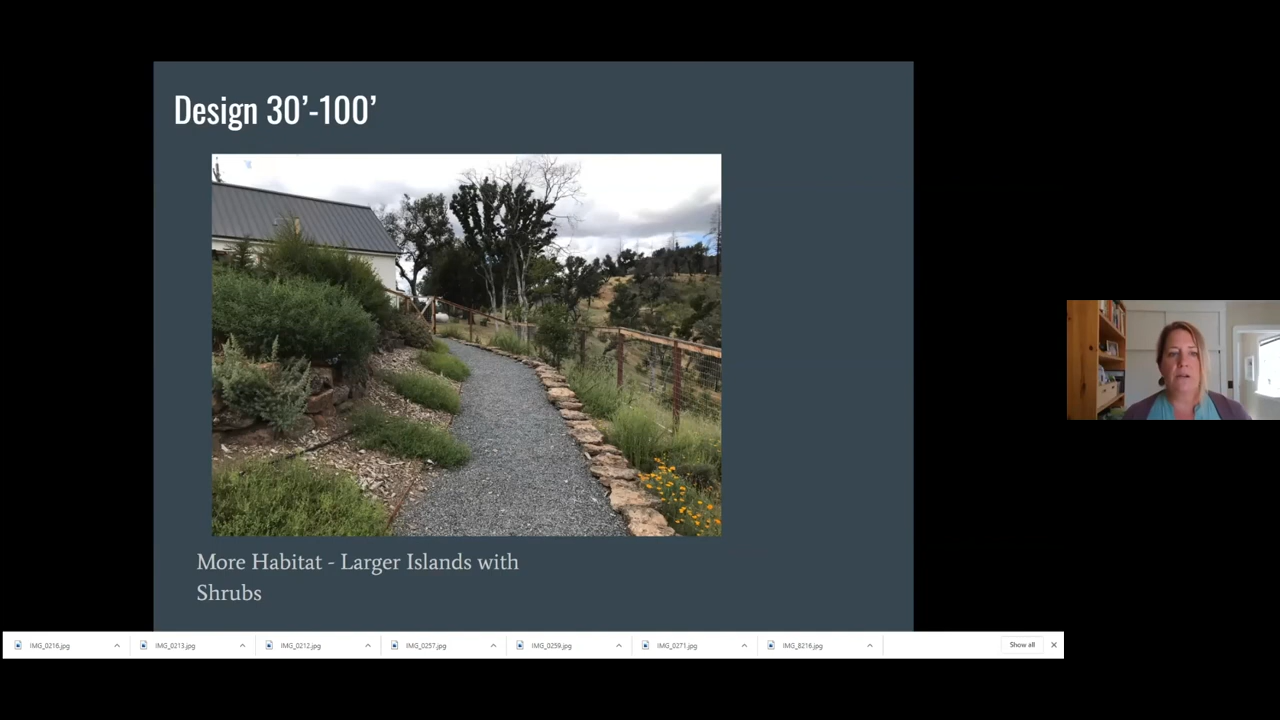 Design 30’-100’
More Habitat - Larger Islands with
Shrubs
IMG_0216.jpg
IMG_0213.jpg
IMG_0212.jpg
IMG_0257.jpg
IMG_0259.jpg
IMG_0271.jpg
IMG_8216.jpg
Show all